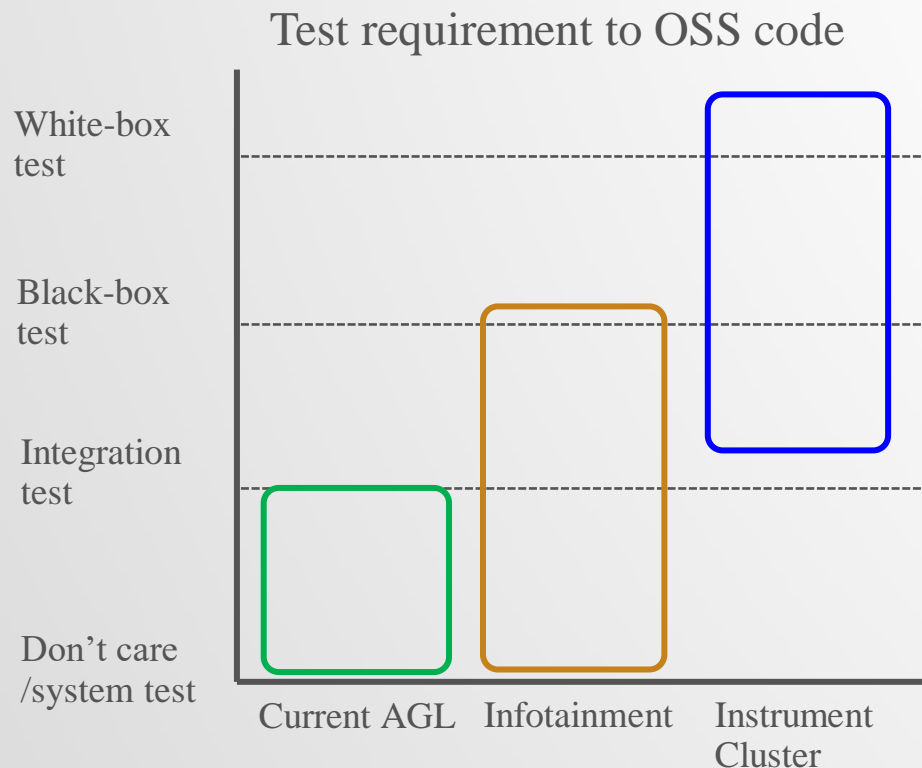 Test requirement to OSS code
White-box
test
Black-box
test
Integration
test
Don’t care
/system test
Current AGL
Infotainment
Instrument
Cluster